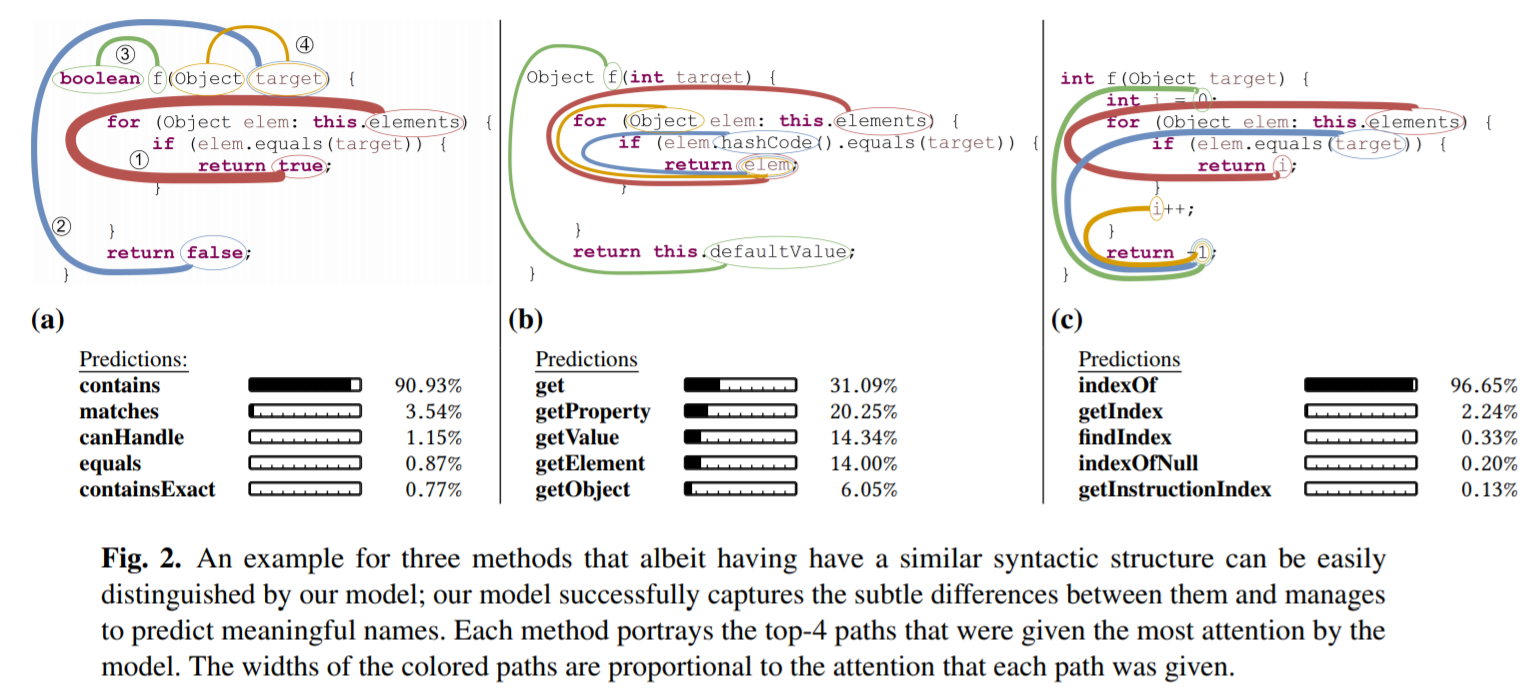 boolean f(Object target) {
for (Object elem: this.elements) {
if (elem.equals(target)) {
return true;
}
}
return false;
}
① ② ③ ④
(a)
Predictions:
contains 90.93%
matches 3.54%
canHandle 1.15%
equals 0.87%
containsExact 0.77%
Object f(int target) {
for (Object elem: this.elements) {
if (elem.hashCode().equals(target)) {
return elem;
}
}
return this.defaultValue;
}
(b)
Predictions
get 31.09%
getProperty 20.25%
getValue 14.34%
getElement 14.00%
getObject 6.05%
int f(Object target) {
int i = 0;
for (Object elem: this.elements) {
if (elem.equals(target)) {
return i;
}
i++;
}
return -1;
}
(c)
Predictions
indexOf 96.65%
getIndex 2.24%
findIndex 0.33%
indexOfNull 0.20%
getInstructionIndex 0.13%
Fig. 2. An example for three methods that albeit having have a similar syntactic structure can be easily
distinguished by our model; our model successfully captures the subtle differences between them and manages
to predict meaningful names. Each method portrays the top-4 paths that were given the most attention by the
model. The widths of the colored paths are proportional to the attention that each path was given.